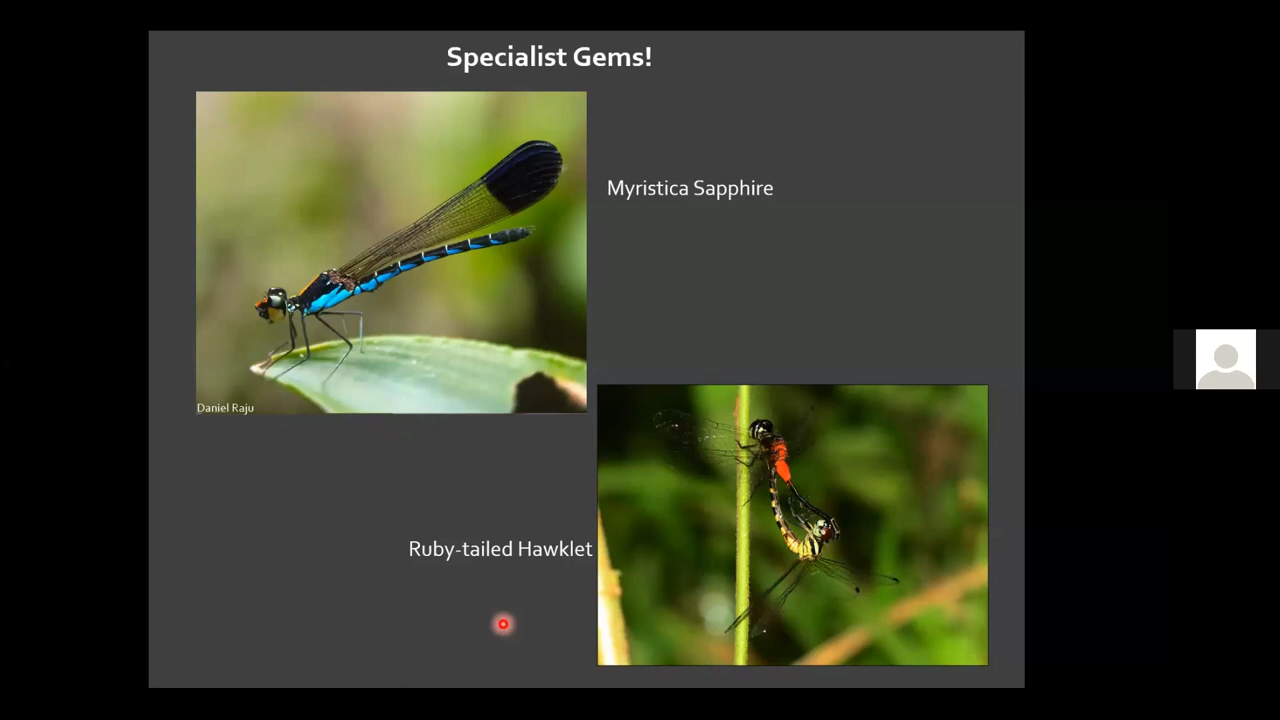 Specialist Gems!
Myristica Sapphire
Daniel Raju
Ruby-tailed Hawklet